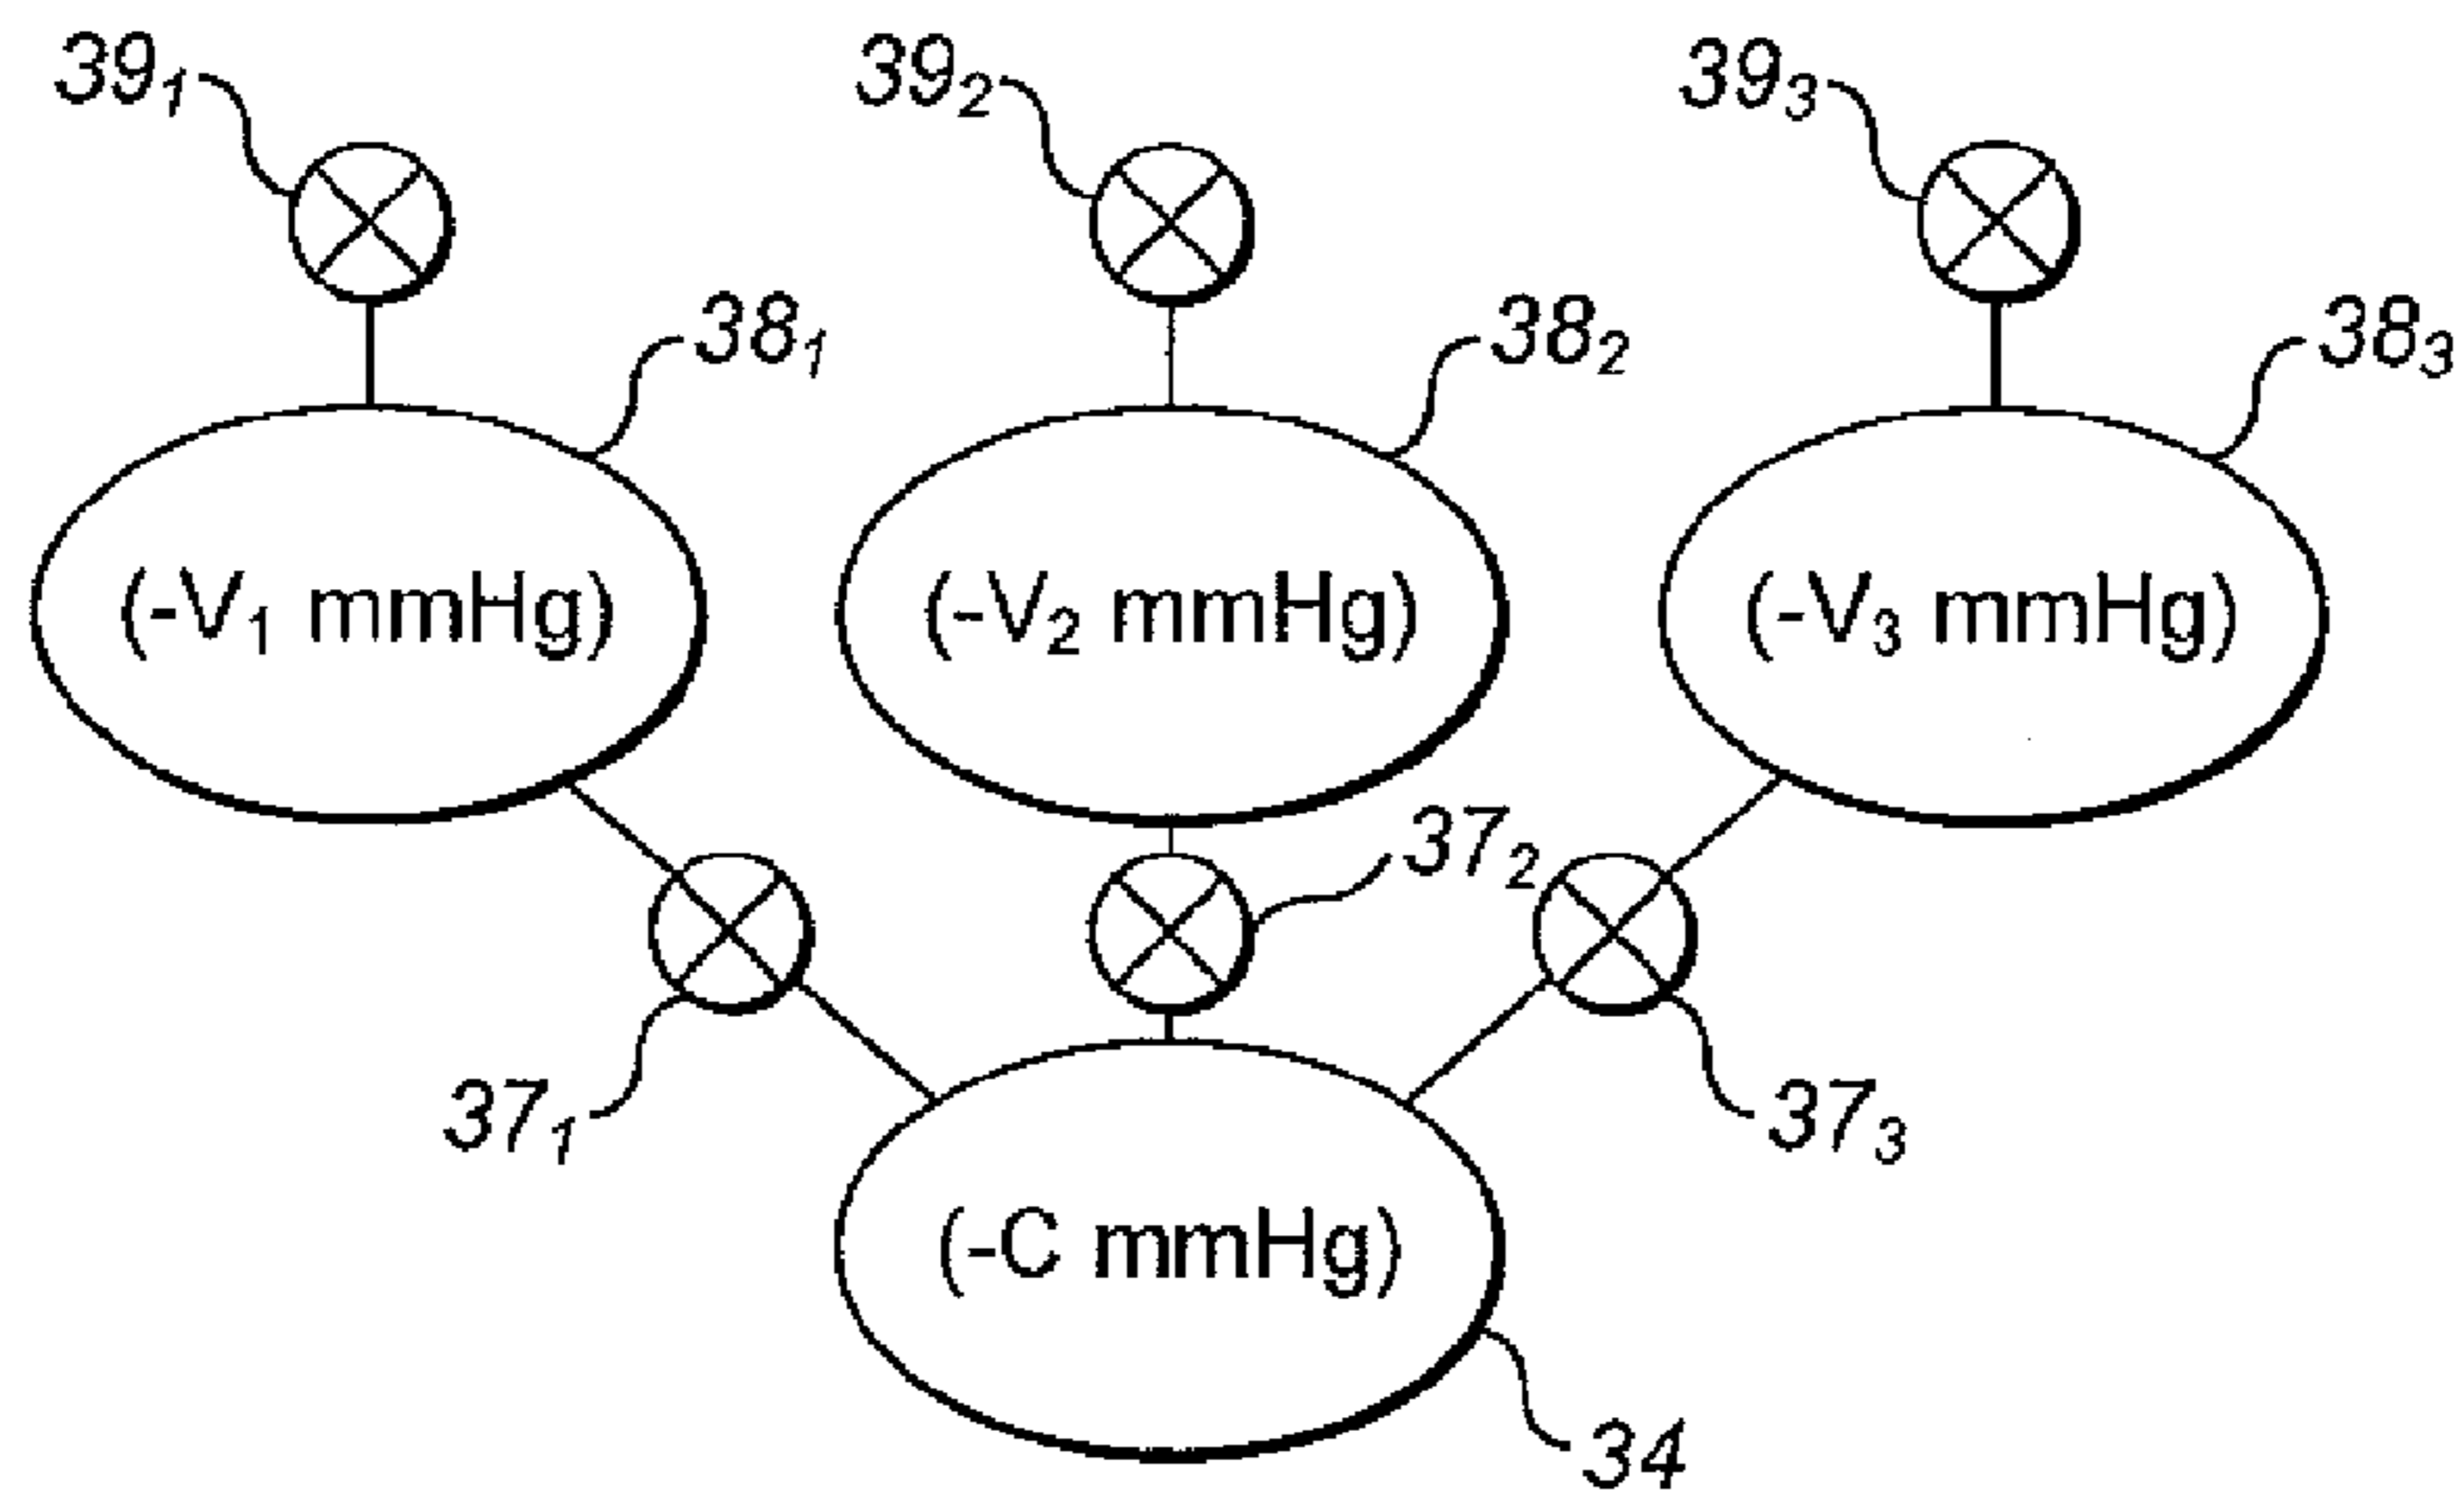 39₁ 39₂ 39₃
38₁ 38₂ 38₃
(-V₁ mmHg) (-V₂ mmHg) (-V₃ mmHg)
37₂
37₁ 37₃
(-C mmHg)
34